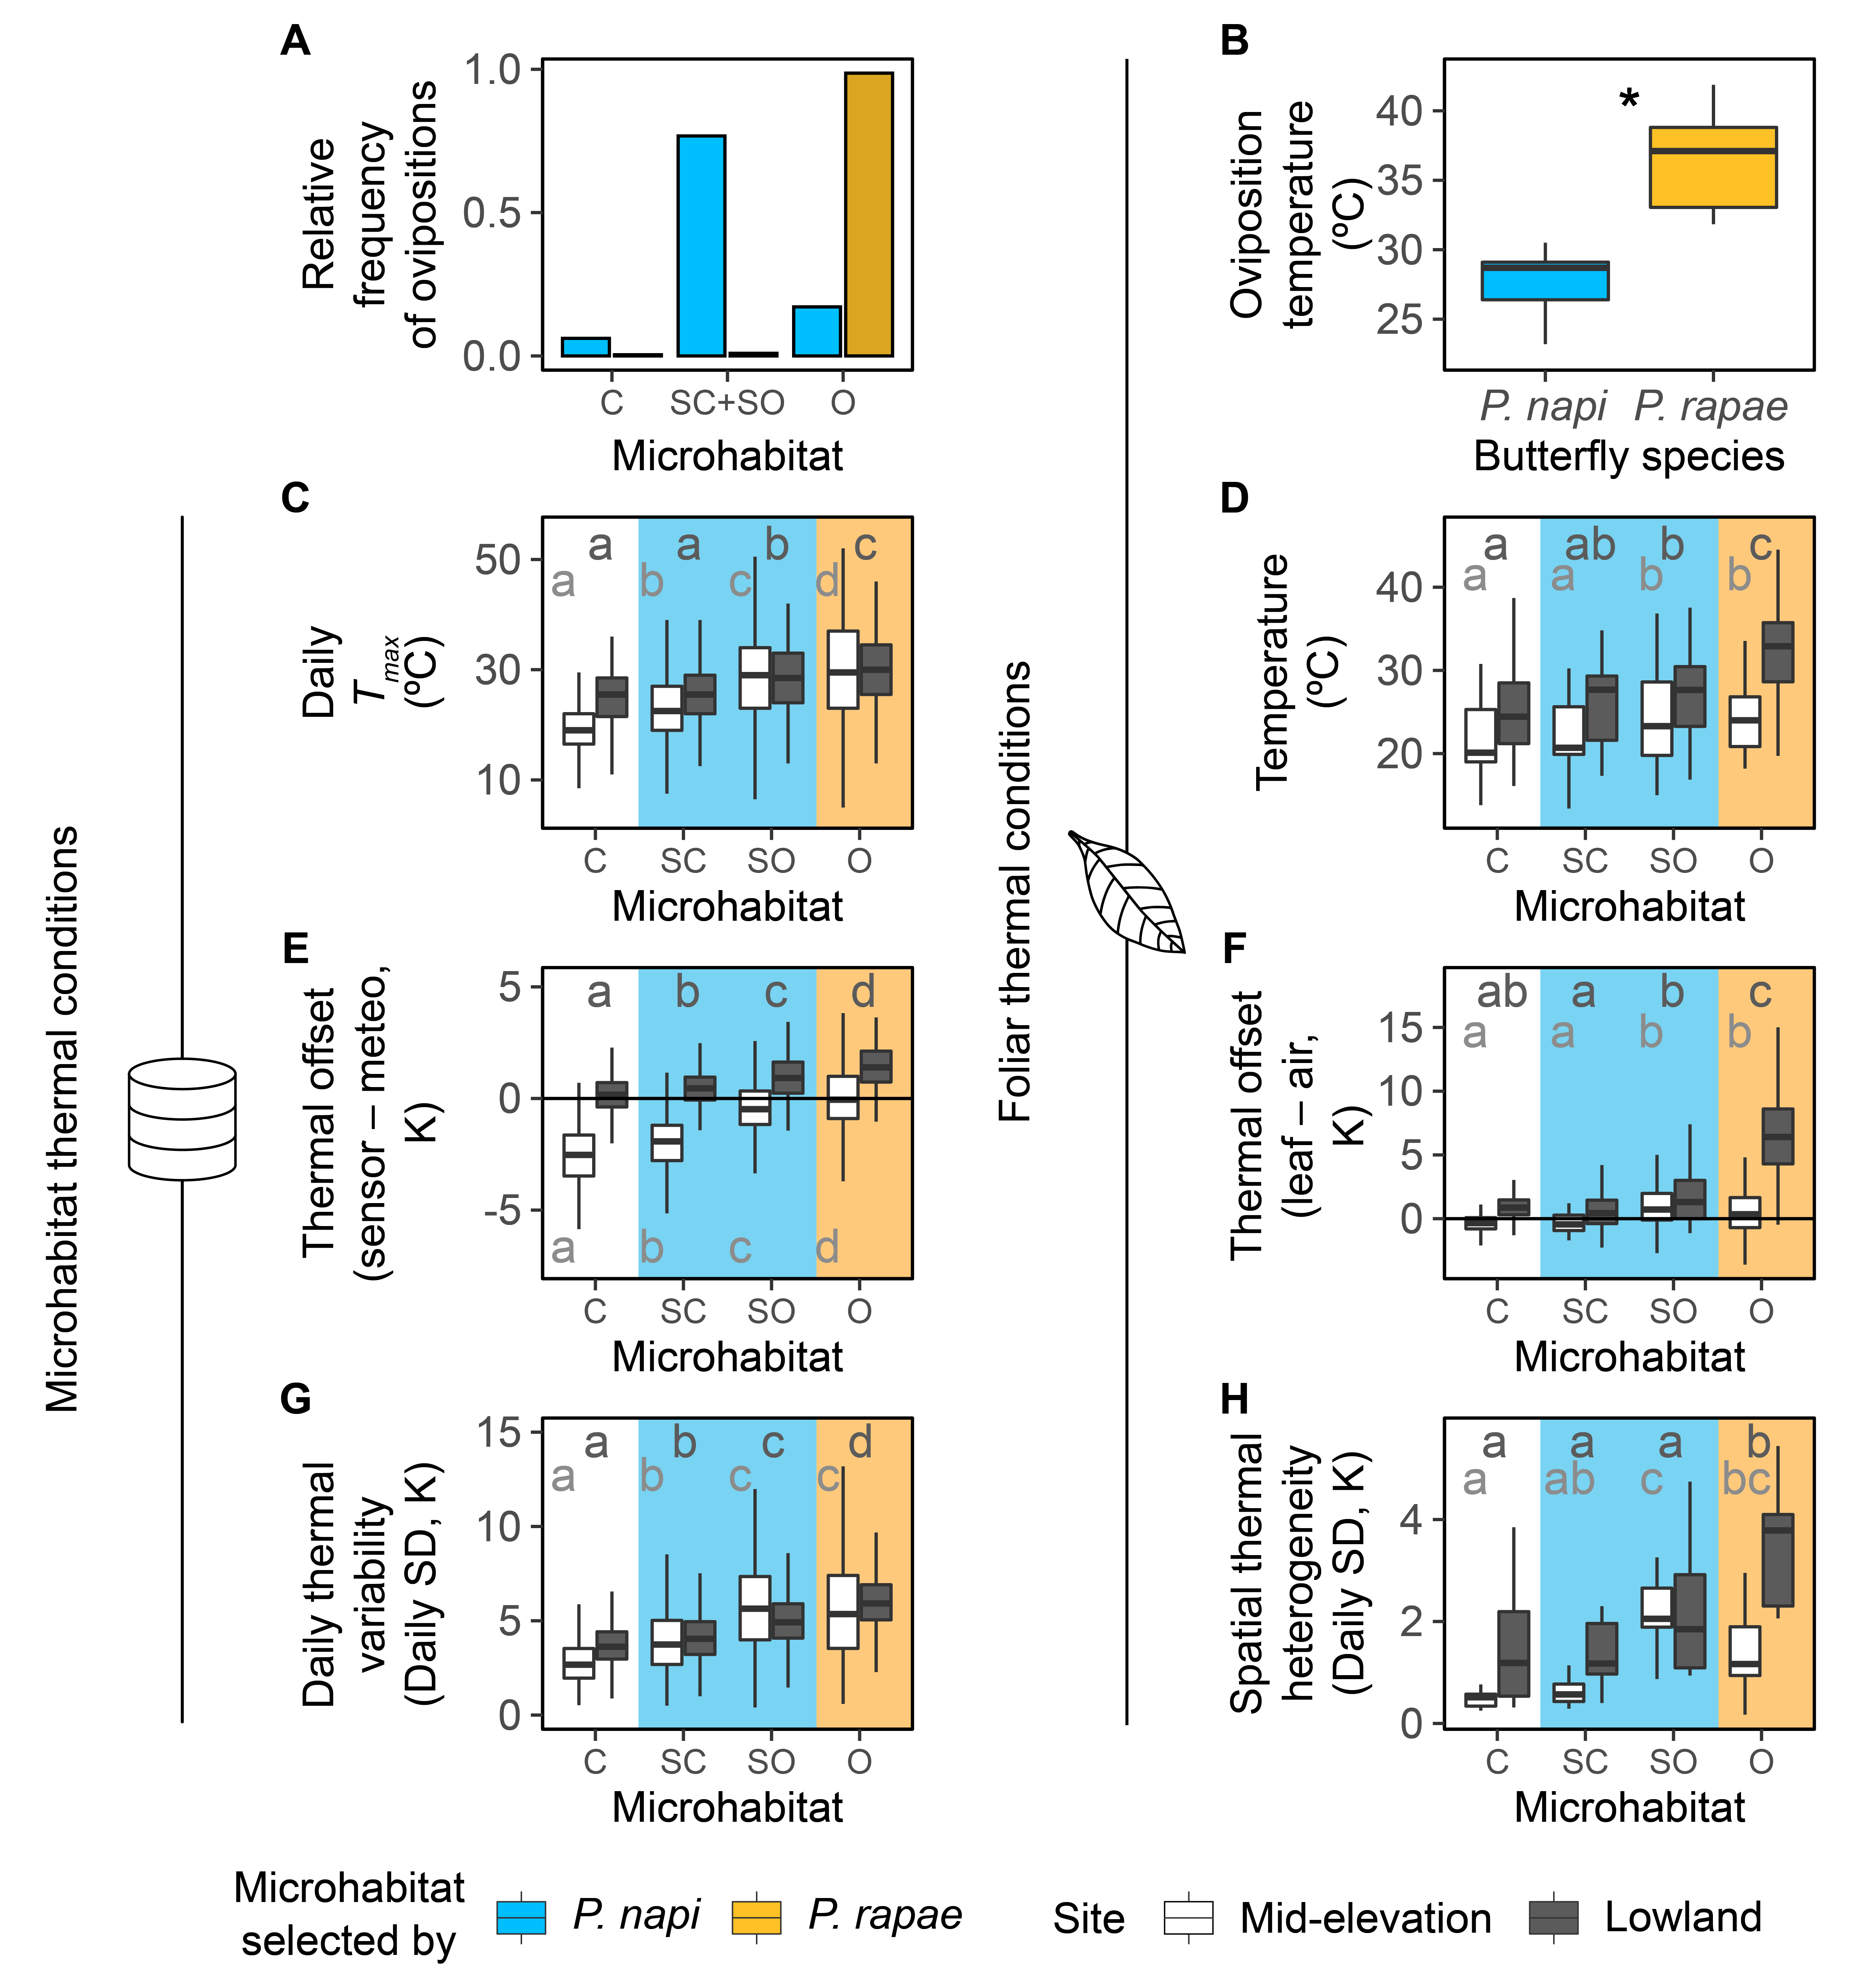 A
Relative
frequency
of ovipositions
1.0
0.5
0.0
C
SC+SO
O
Microhabitat
B
Oviposition
temperature
(ºC)
40
35
30
25
*
P. napi
P. rapae
Butterfly species
Microhabitat thermal conditions
C
Daily
Tmax
(ºC)
50
30
10
a
a
b
c
a
b
c
d
C
SC
SO
O
Microhabitat
Foliar thermal conditions
D
Temperature
(ºC)
40
30
20
a
ab
b
c
a
a
b
b
C
SC
SO
O
Microhabitat
E
Thermal offset
(sensor – meteo,
K)
5
0
-5
a
b
c
d
a
b
c
d
C
SC
SO
O
Microhabitat
F
Thermal offset
(leaf – air,
K)
15
10
5
0
ab
a
b
c
a
a
b
b
C
SC
SO
O
Microhabitat
G
Daily thermal
variability
(Daily SD, K)
15
10
5
0
a
b
c
d
a
b
c
c
C
SC
SO
O
Microhabitat
H
Spatial thermal
heterogeneity
(Daily SD, K)
4
2
0
a
a
a
b
a
ab
c
bc
C
SC
SO
O
Microhabitat
Microhabitat
selected by
P. napi
P. rapae
Site
Mid-elevation
Lowland